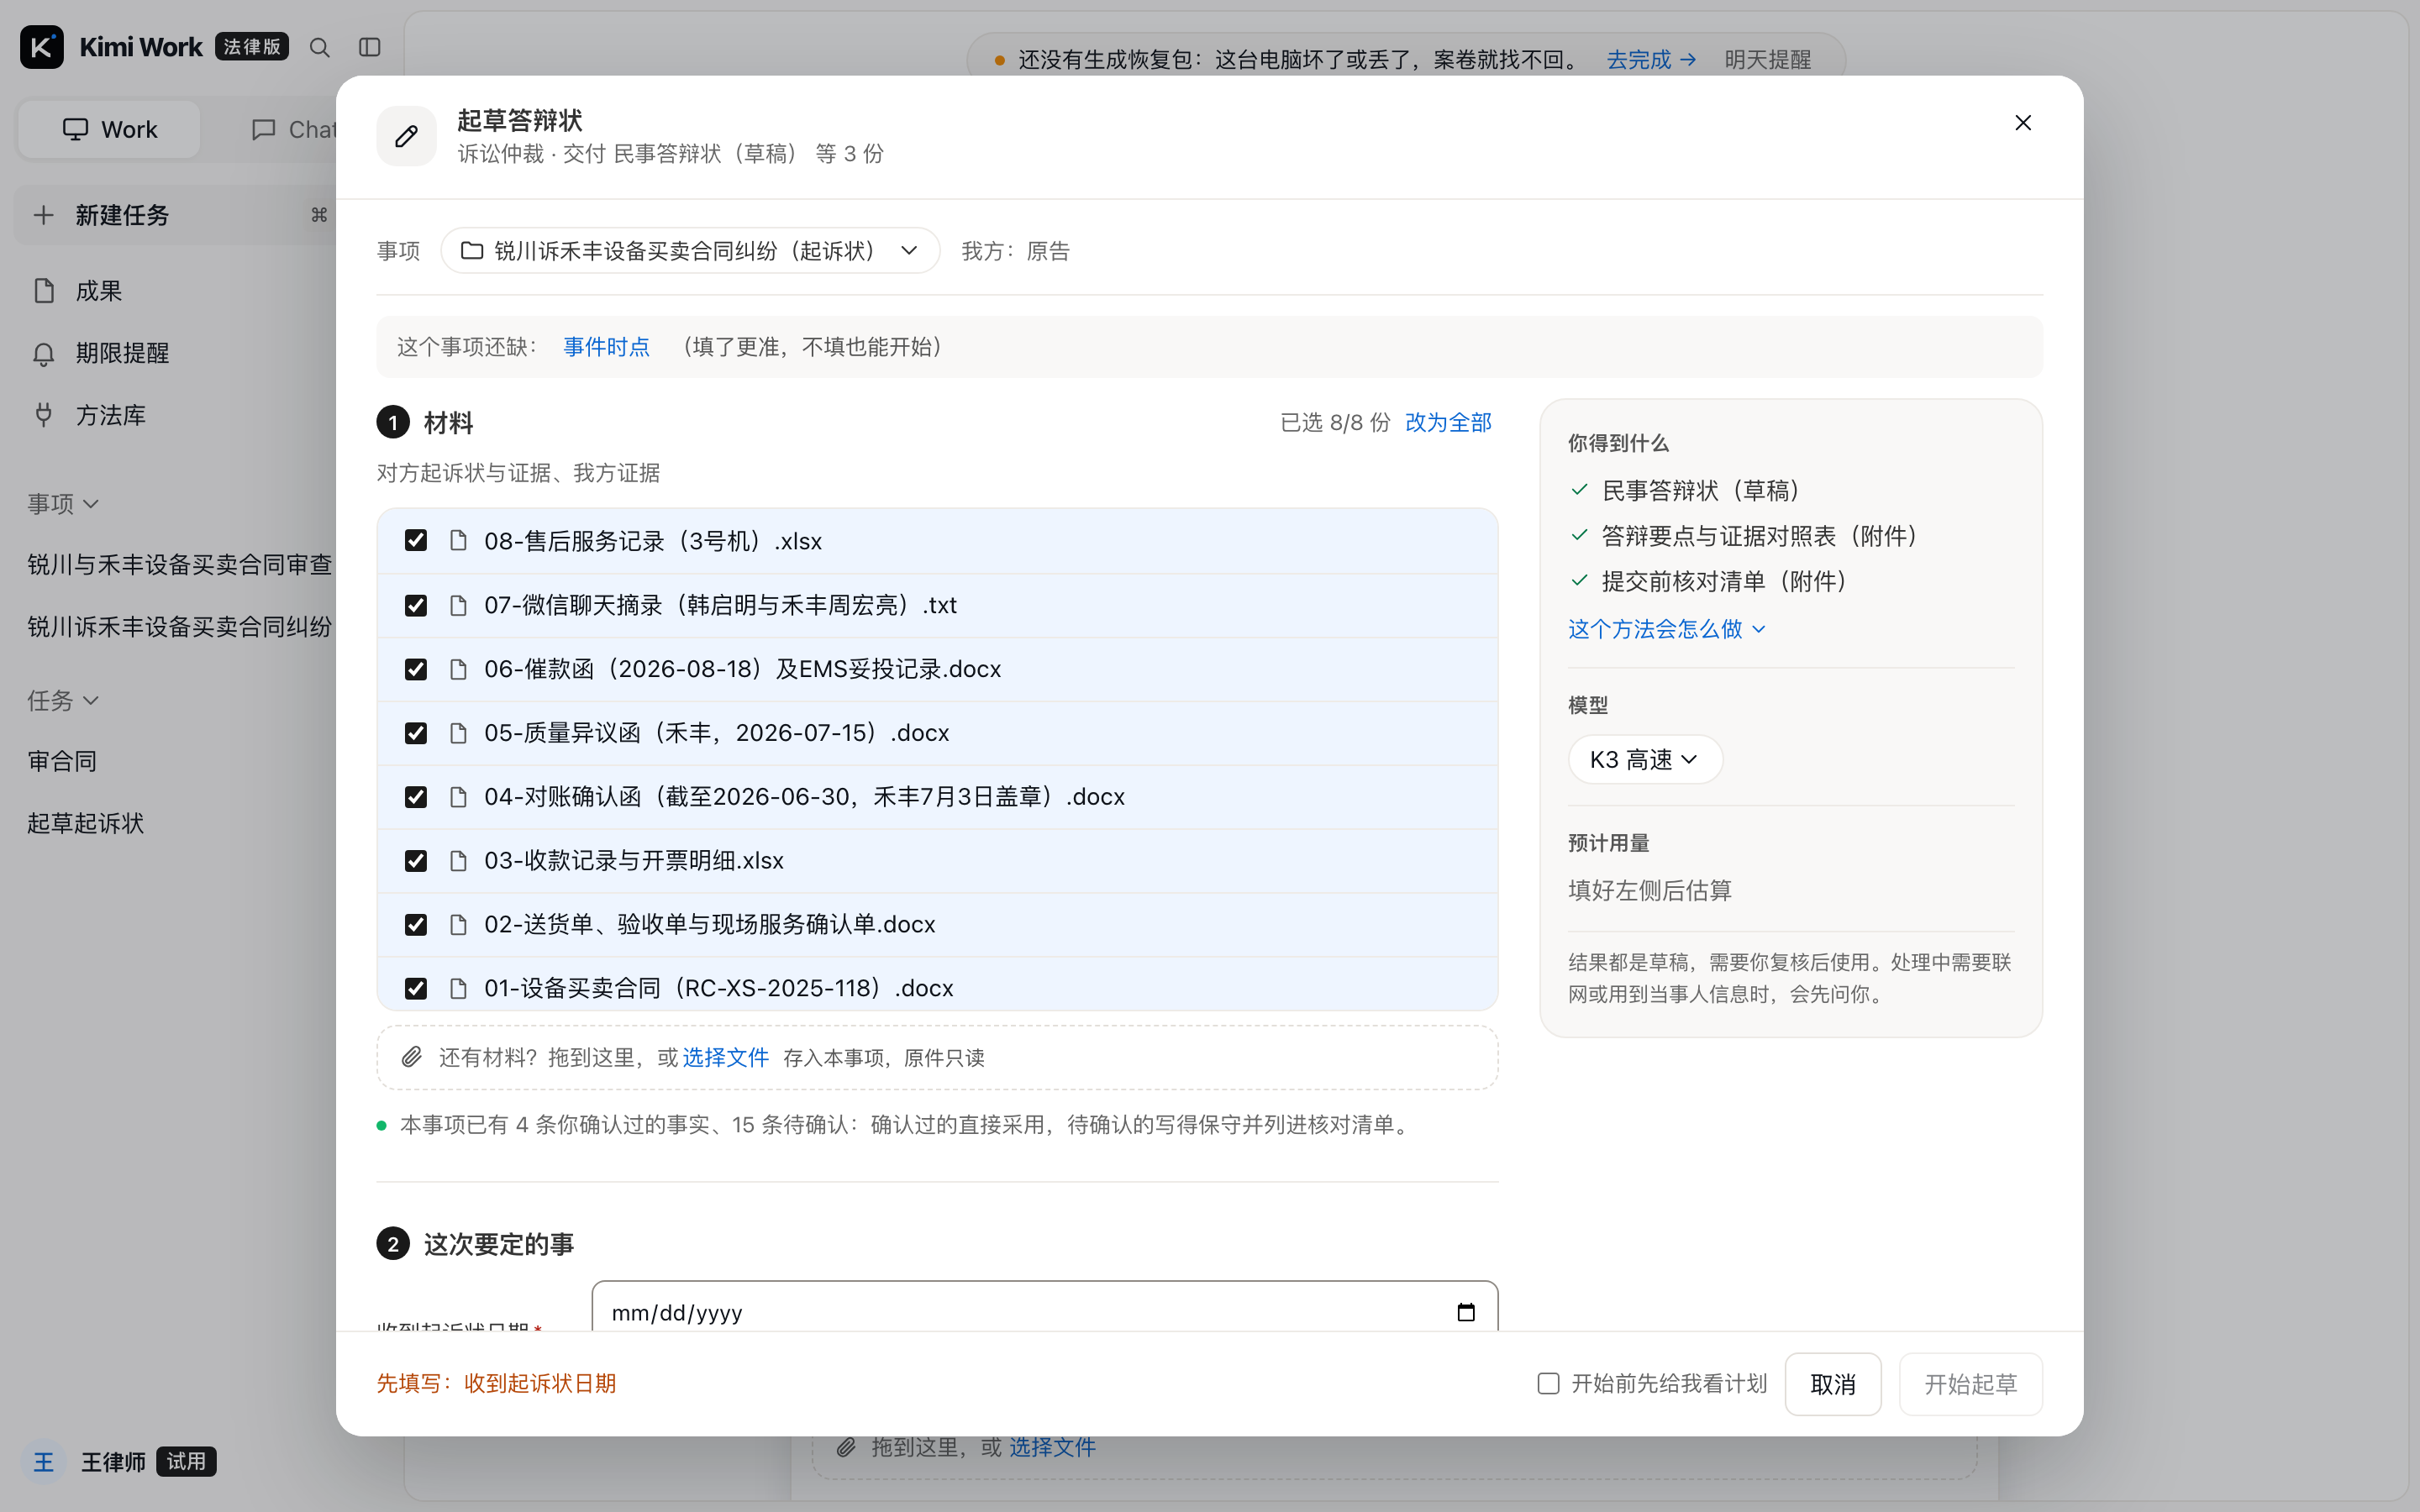 Kimi Work 法律版
Work
Chat
新建任务 ⌘
成果
期限提醒
方法库
事项
锐川与禾丰设备买卖合同审查
锐川诉禾丰设备买卖合同纠纷
任务
审合同
起草起诉状
王 王律师 试用
还没有生成恢复包：这台电脑坏了或丢了，案卷就找不回。 去完成 → 明天提醒
起草答辩状
诉讼仲裁 · 交付 民事答辩状（草稿） 等 3 份
事项 锐川诉禾丰设备买卖合同纠纷（起诉状） 我方：原告
这个事项还缺： 事件时点 （填了更准，不填也能开始）
1 材料 已选 8/8 份 改为全部
对方起诉状与证据、我方证据
08-售后服务记录（3号机）.xlsx
07-微信聊天摘录（韩启明与禾丰周宏亮）.txt
06-催款函（2026-08-18）及EMS妥投记录.docx
05-质量异议函（禾丰，2026-07-15）.docx
04-对账确认函（截至2026-06-30，禾丰7月3日盖章）.docx
03-收款记录与开票明细.xlsx
02-送货单、验收单与现场服务确认单.docx
01-设备买卖合同（RC-XS-2025-118）.docx
还有材料？拖到这里，或选择文件 存入本事项，原件只读
本事项已有 4 条你确认过的事实、15 条待确认：确认过的直接采用，待确认的写得保守并列进核对清单。
2 这次要定的事
收到起诉状日期*
mm/dd/yyyy
你得到什么
民事答辩状（草稿）
答辩要点与证据对照表（附件）
提交前核对清单（附件）
这个方法会怎么做
模型
K3 高速
预计用量
填好左侧后估算
结果都是草稿，需要你复核后使用。处理中需要联
网或用到当事人信息时，会先问你。
先填写：收到起诉状日期
开始前先给我看计划
取消
开始起草
拖到这里，或 选择文件